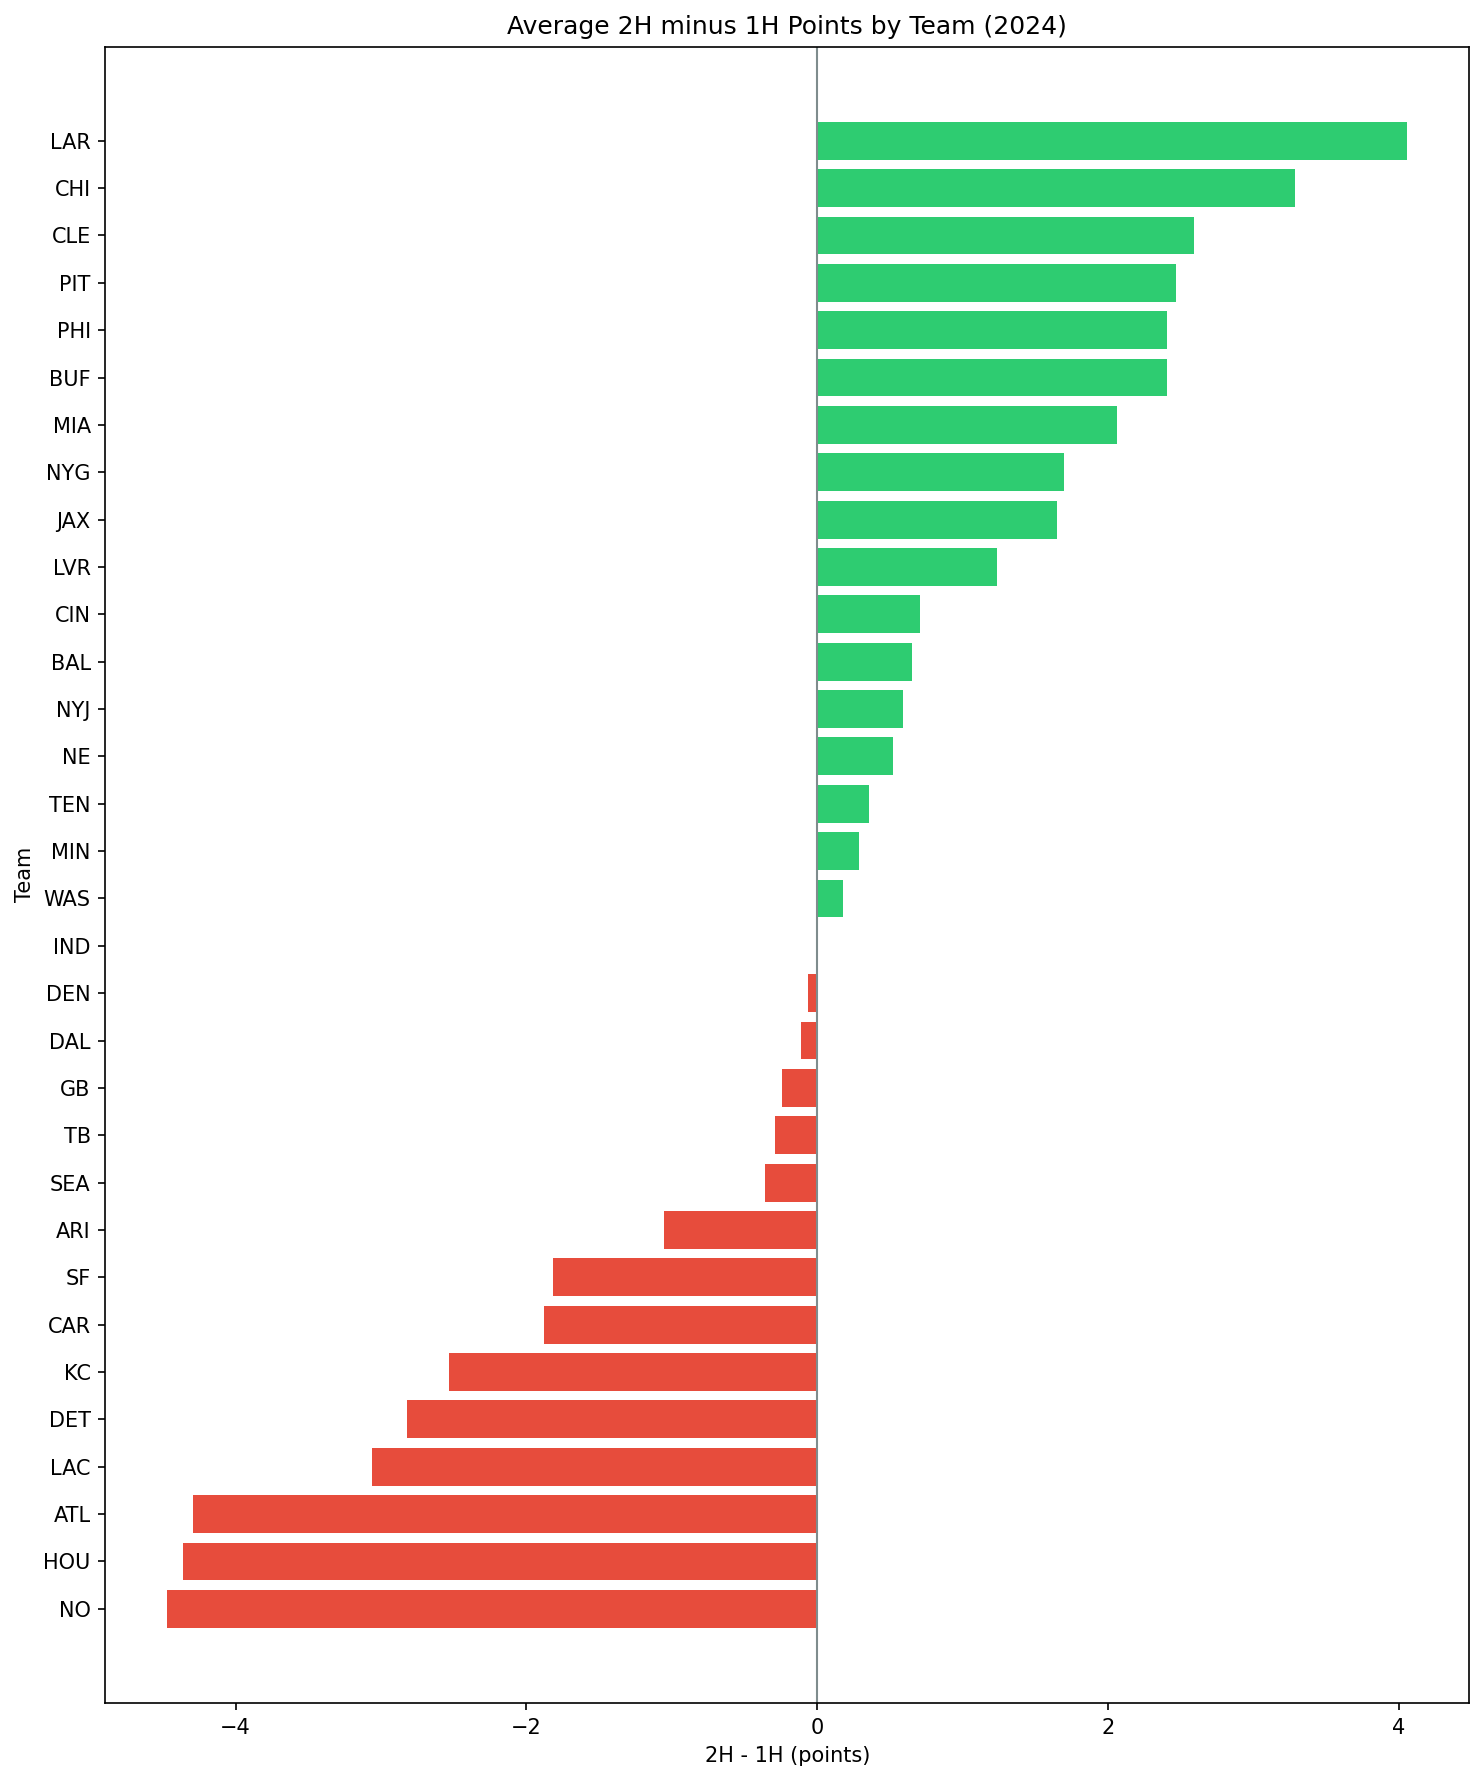 Average 2H minus 1H Points by Team (2024)
LAR
CHI
CLE
PIT
PHI
BUF
MIA
NYG
JAX
LVR
CIN
BAL
NYJ
NE
TEN
MIN
WAS
IND
DEN
DAL
GB
TB
SEA
ARI
SF
CAR
KC
DET
LAC
ATL
HOU
NO
Team
−4 −2 0 2 4
2H - 1H (points)